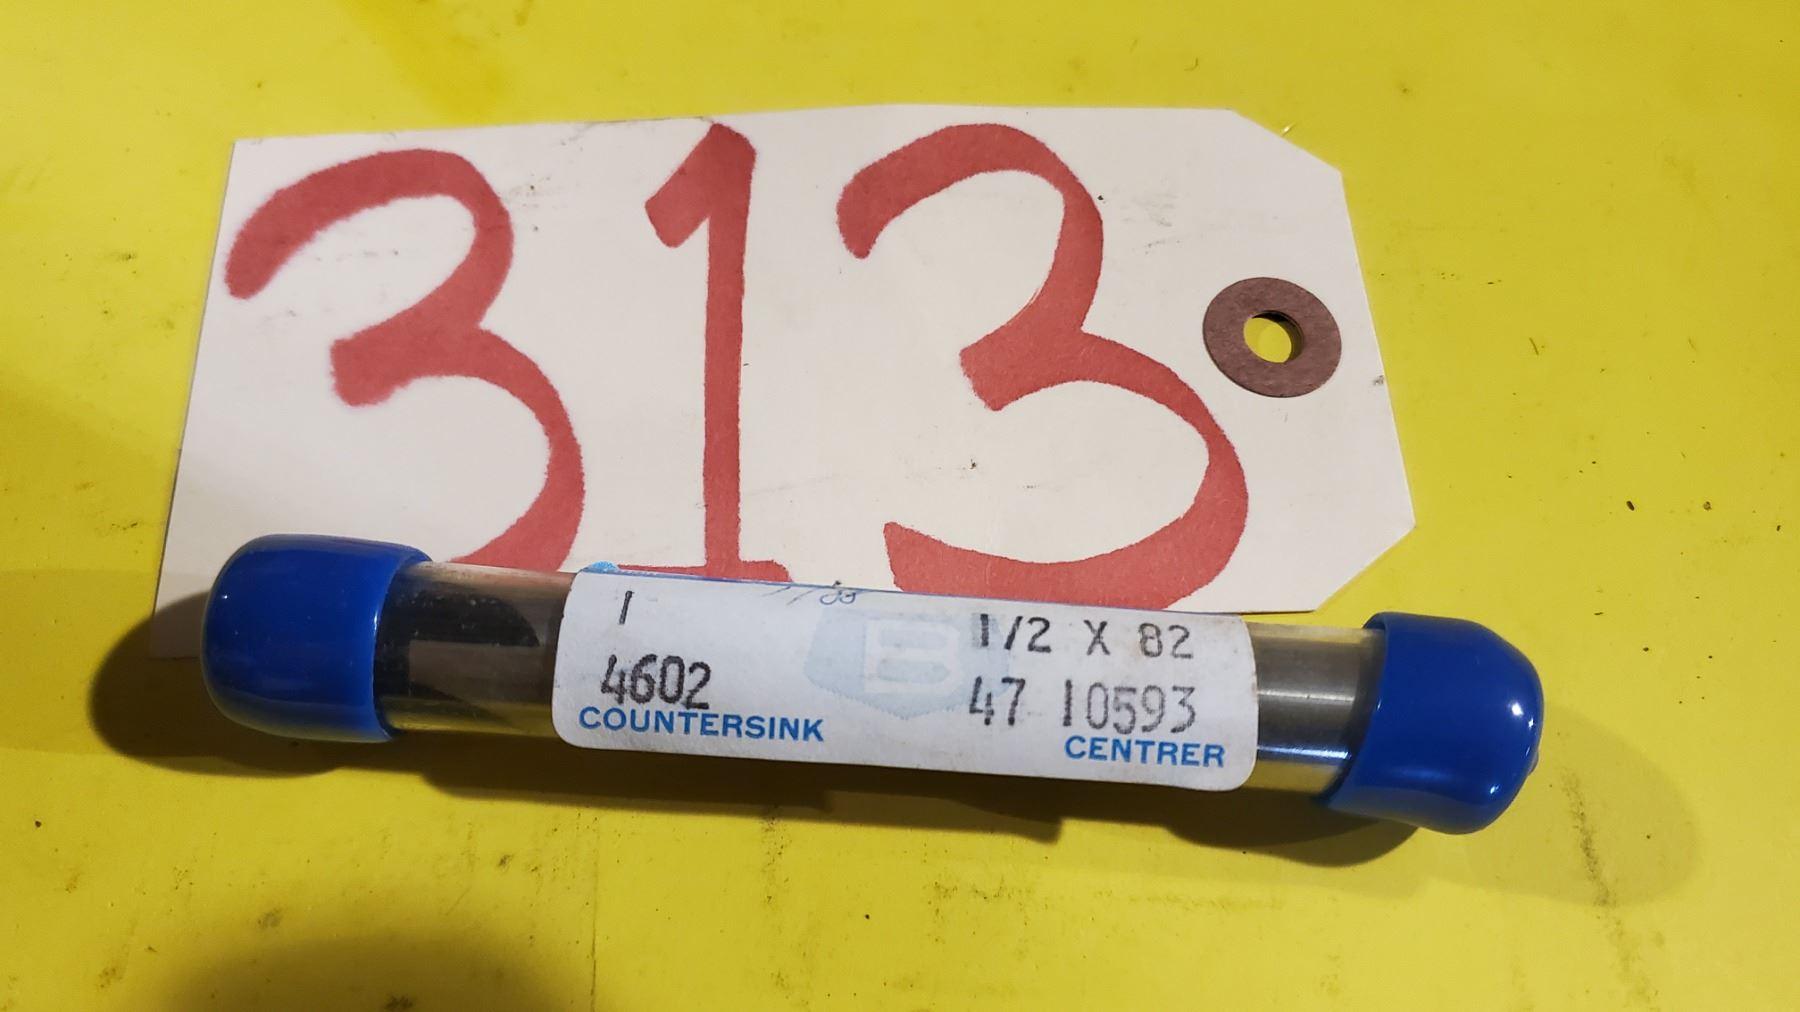 313
1 1/2 X 82
4602 47 10593
COUNTERSINK CENTRER
B